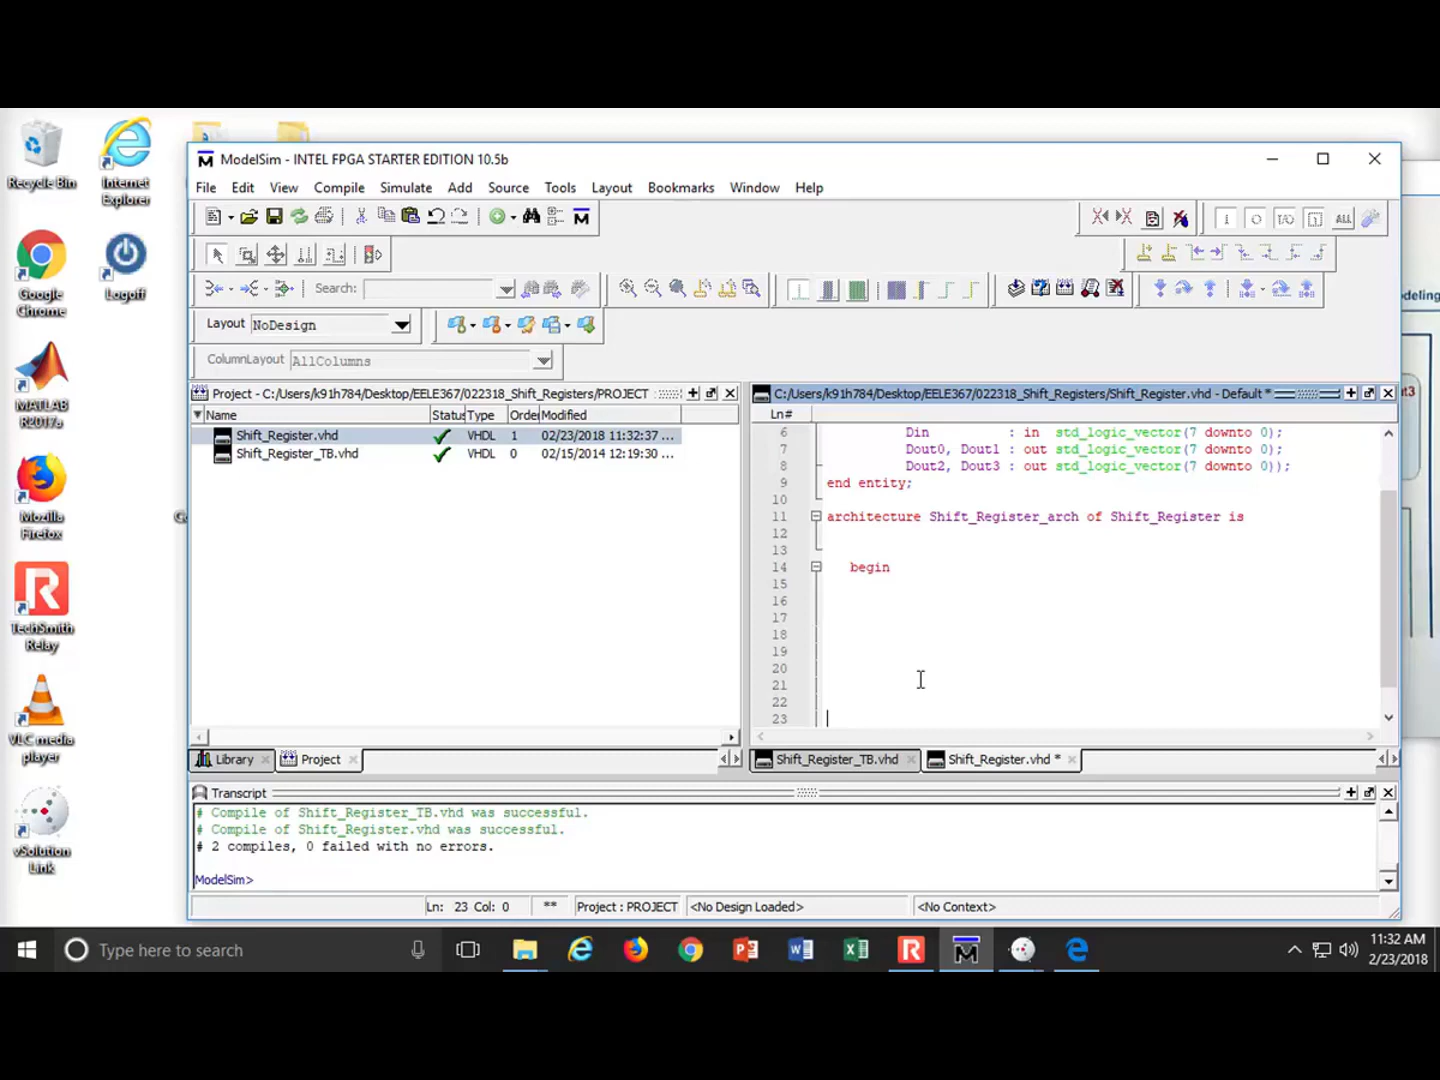 Recycle Bin
Internet Explorer
Google Chrome
Logoff
MATLAB R2017a
Mozilla Firefox
TechSmith Relay
VLC media player
vSolution Link
ModelSim - INTEL FPGA STARTER EDITION 10.5b
File Edit View Compile Simulate Add Source Tools Layout Bookmarks Window Help
ALL
Search:
Layout NoDesign
ColumnLayout AllColumns
Project - C:/Users/k91h784/Desktop/EELE367/022318_Shift_Registers/PROJECT
Name Status Type Order Modified
Shift_Register.vhd VHDL 1 02/23/2018 11:32:37 ...
Shift_Register_TB.vhd VHDL 0 02/15/2014 12:19:30 ...
Library Project
C:/Users/k91h784/Desktop/EELE367/022318_Shift_Registers/Shift_Register.vhd - Default *
Ln#
6 Din : in std_logic_vector(7 downto 0);
7 Dout0, Dout1 : out std_logic_vector(7 downto 0);
8 Dout2, Dout3 : out std_logic_vector(7 downto 0));
9 end entity;
10
11 architecture Shift_Register_arch of Shift_Register is
12
13
14 begin
15
16
17
18
19
20
21
22
23
Shift_Register_TB.vhd Shift_Register.vhd *
Transcript
# Compile of Shift_Register_TB.vhd was successful.
# Compile of Shift_Register.vhd was successful.
# 2 compiles, 0 failed with no errors.
ModelSim>
Ln: 23 Col: 0 ** Project : PROJECT <No Design Loaded> <No Context>
Type here to search
11:32 AM
2/23/2018